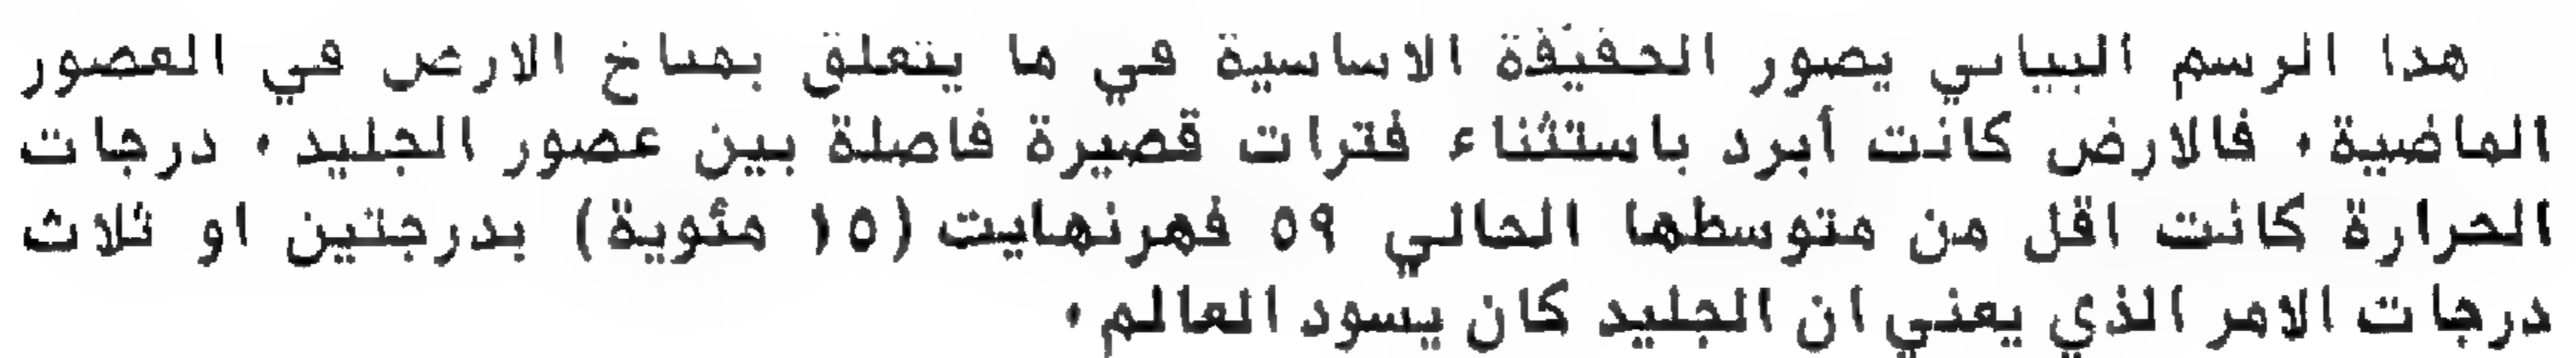 هذا الرسم البياني يصور الحقيقة الاساسية في ما يتعلق بمناخ الارض في العصور
الماضية. فالارض كانت أبرد باستثناء فترات قصيرة فاصلة بين عصور الجليد. درجات
الحرارة كانت اقل من متوسطها الحالي ٥٩ فهرنهايت (١٥ مئوية) بدرجتين او ثلاث
درجات الامر الذي يعني ان الجليد كان يسود العالم.